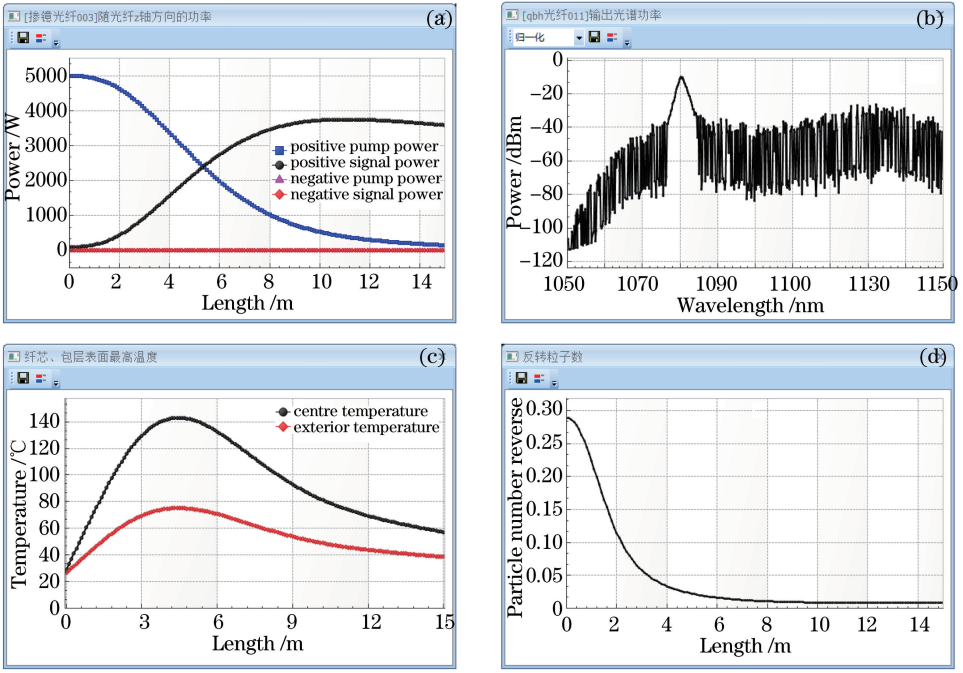 [掺镱光纤003]随光纤z轴方向的功率
(a)
5000
4000
3000
2000
1000
0
Power /W
positive pump power
positive signal power
negative pump power
negative signal power
0 2 4 6 8 10 12 14
Length /m
[qbh光纤011]输出光谱功率
(b)
归一化
0
-20
-40
-60
-80
-100
-120
Power /dBm
1050 1070 1090 1100 1130 1150
Wavelength /nm
纤芯、包层表面最高温度
(c)
140
120
100
80
60
40
20
0
Temperature /℃
centre temperature
exterior temperature
0 3 6 9 12 15
Length /m
反转粒子数
(d)
0.30
0.25
0.20
0.15
0.10
0.05
0
Particle number reverse
0 2 4 6 8 10 12 14
Length /m